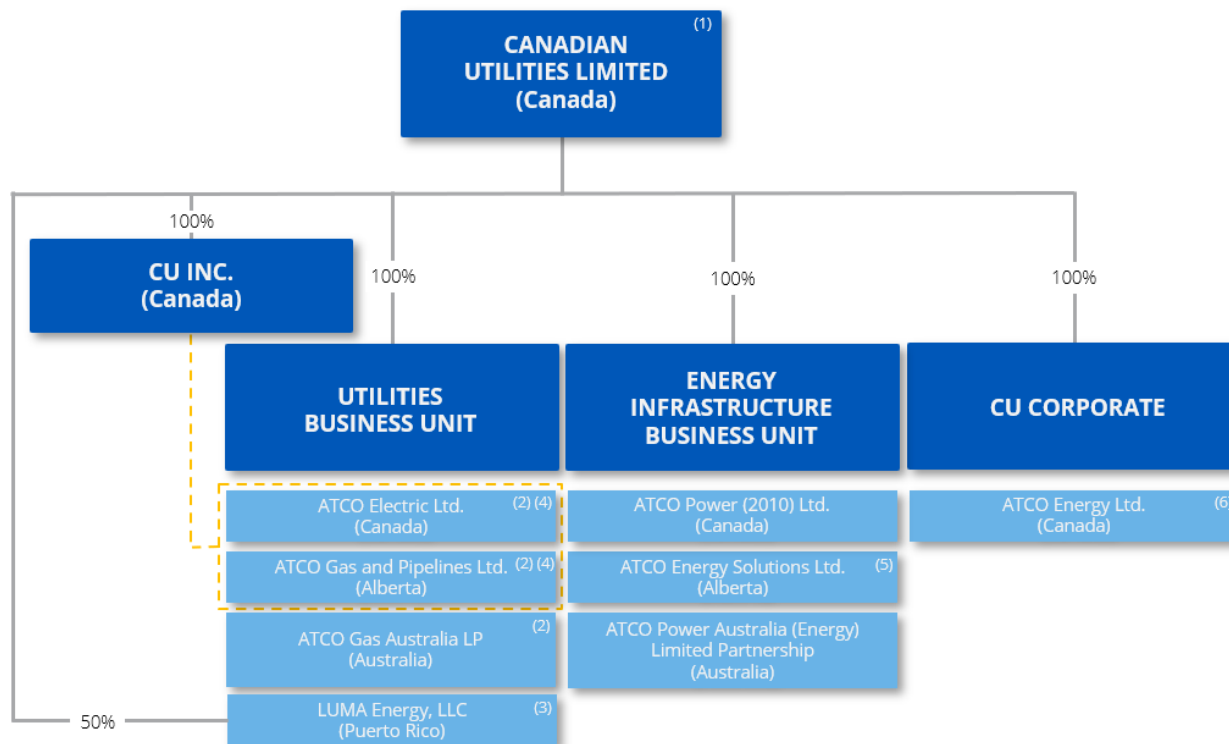 (1)
CANADIAN
UTILITIES LIMITED
(Canada)
100%
CU INC.
(Canada)
100%
100%
100%
UTILITIES
BUSINESS UNIT
ENERGY
INFRASTRUCTURE
BUSINESS UNIT
CU CORPORATE
ATCO Electric Ltd. (2) (4)
(Canada)
ATCO Power (2010) Ltd.
(Canada)
ATCO Energy Ltd. (6)
(Canada)
ATCO Gas and Pipelines Ltd. (2) (4)
(Alberta)
ATCO Energy Solutions Ltd. (5)
(Alberta)
ATCO Gas Australia LP (2)
(Australia)
ATCO Power Australia (Energy)
Limited Partnership
(Australia)
50%
LUMA Energy, LLC (3)
(Puerto Rico)